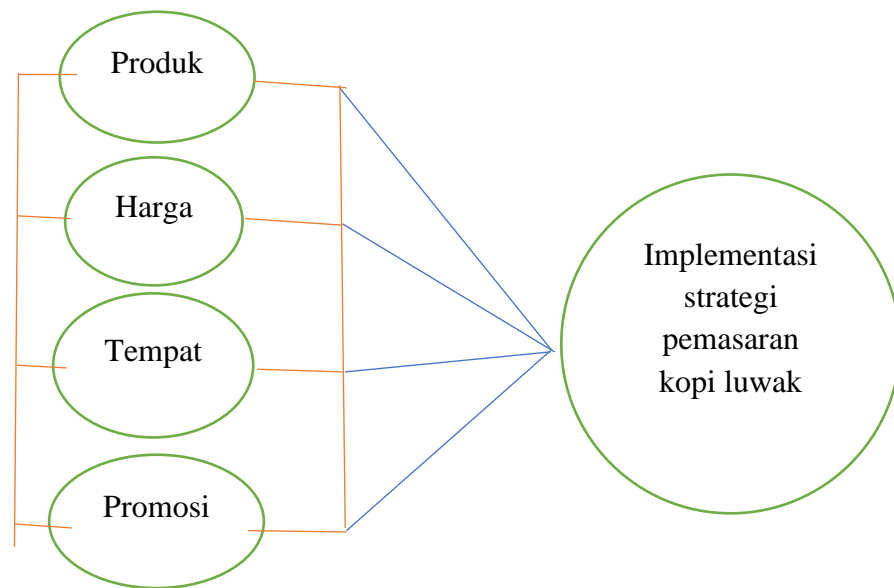 Produk
Harga
Tempat
Promosi
Implementasi
strategi
pemasaran
kopi luwak